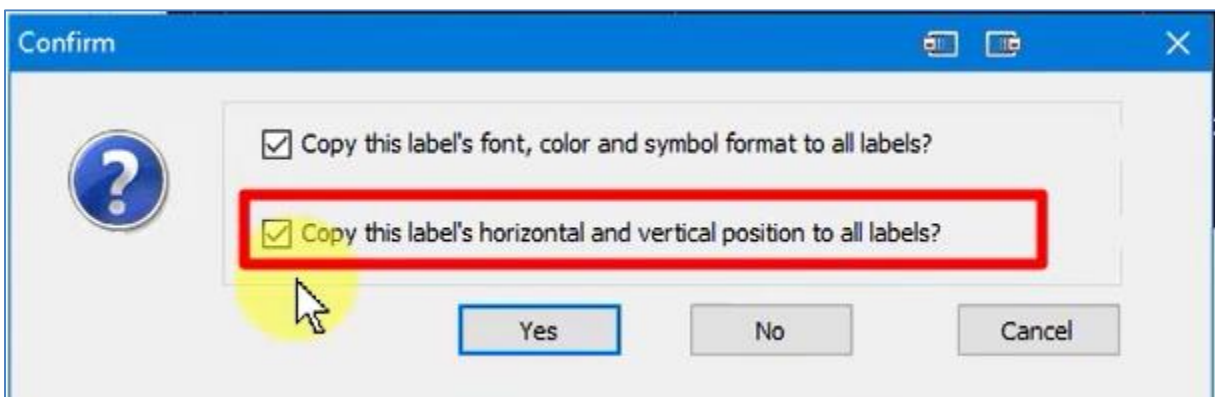 Confirm
Copy this label's font, color and symbol format to all labels?
Copy this label's horizontal and vertical position to all labels?
Yes No Cancel